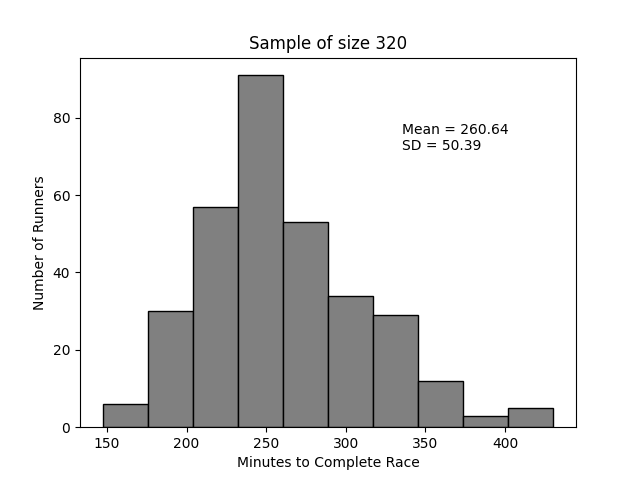 Sample of size 320
Mean = 260.64
SD = 50.39
Number of Runners
80
60
40
20
0
150 200 250 300 350 400
Minutes to Complete Race